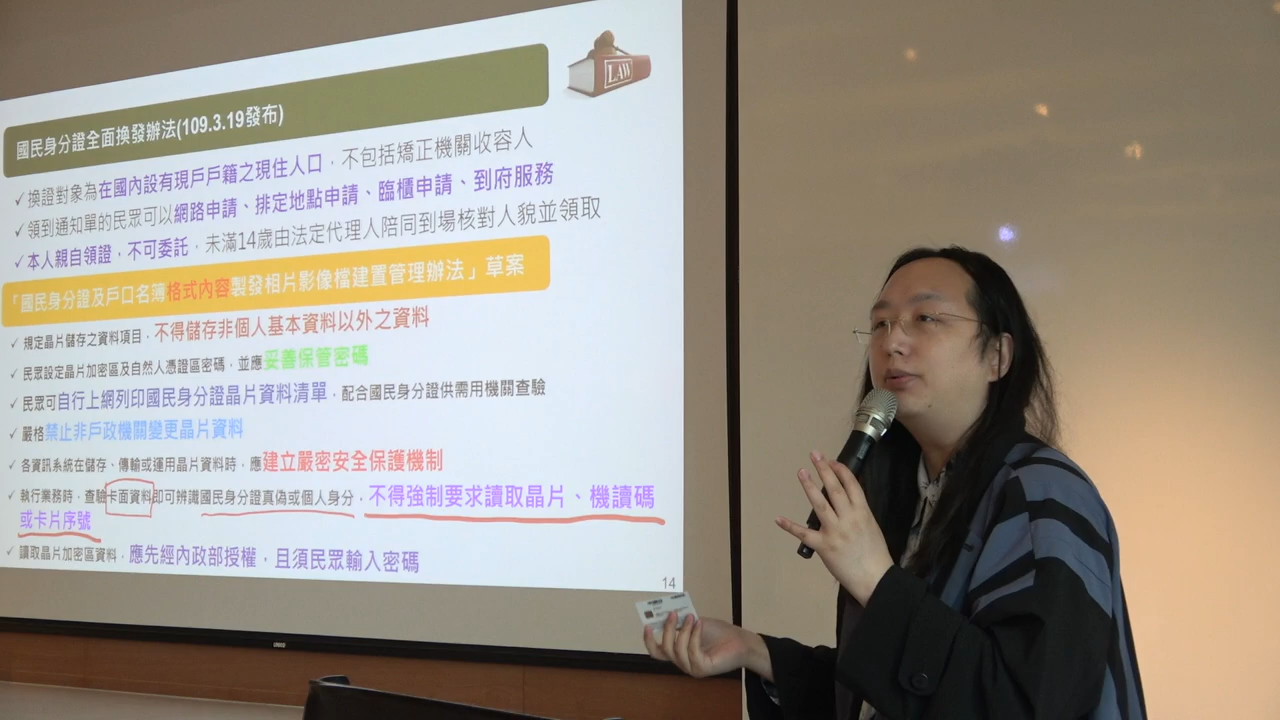 LAW
國民身分證全面換發辦法(109.3.19發布)
✓換證對象為在國內設有現戶戶籍之現住人口，不包括矯正機關收容人
✓領到通知單的民眾可以網路申請、排定地點申請、臨櫃申請、到府服務
✓本人親自領證，不可委託，未滿14歲由法定代理人陪同到場核對人貌並領取
「國民身分證及戶口名簿格式內容製發相片影像檔建置管理辦法」草案
✓規定晶片儲存之資料項目，不得儲存非個人基本資料以外之資料
✓民眾設定晶片加密區及自然人憑證區密碼，並應妥善保管密碼
✓民眾可自行上網列印國民身分證晶片資料清單，配合國民身分證供需用機關查驗
✓嚴格禁止非戶政機關變更晶片資料
✓各資訊系統在儲存、傳輸或運用晶片資料時，應建立嚴密安全保護機制
✓執行業務時，查驗卡面資料即可辨識國民身分證真偽或個人身分，不得強制要求讀取晶片、機讀碼
或卡片序號
✓讀取晶片加密區資料，應先經內政部授權，且須民眾輸入密碼
14